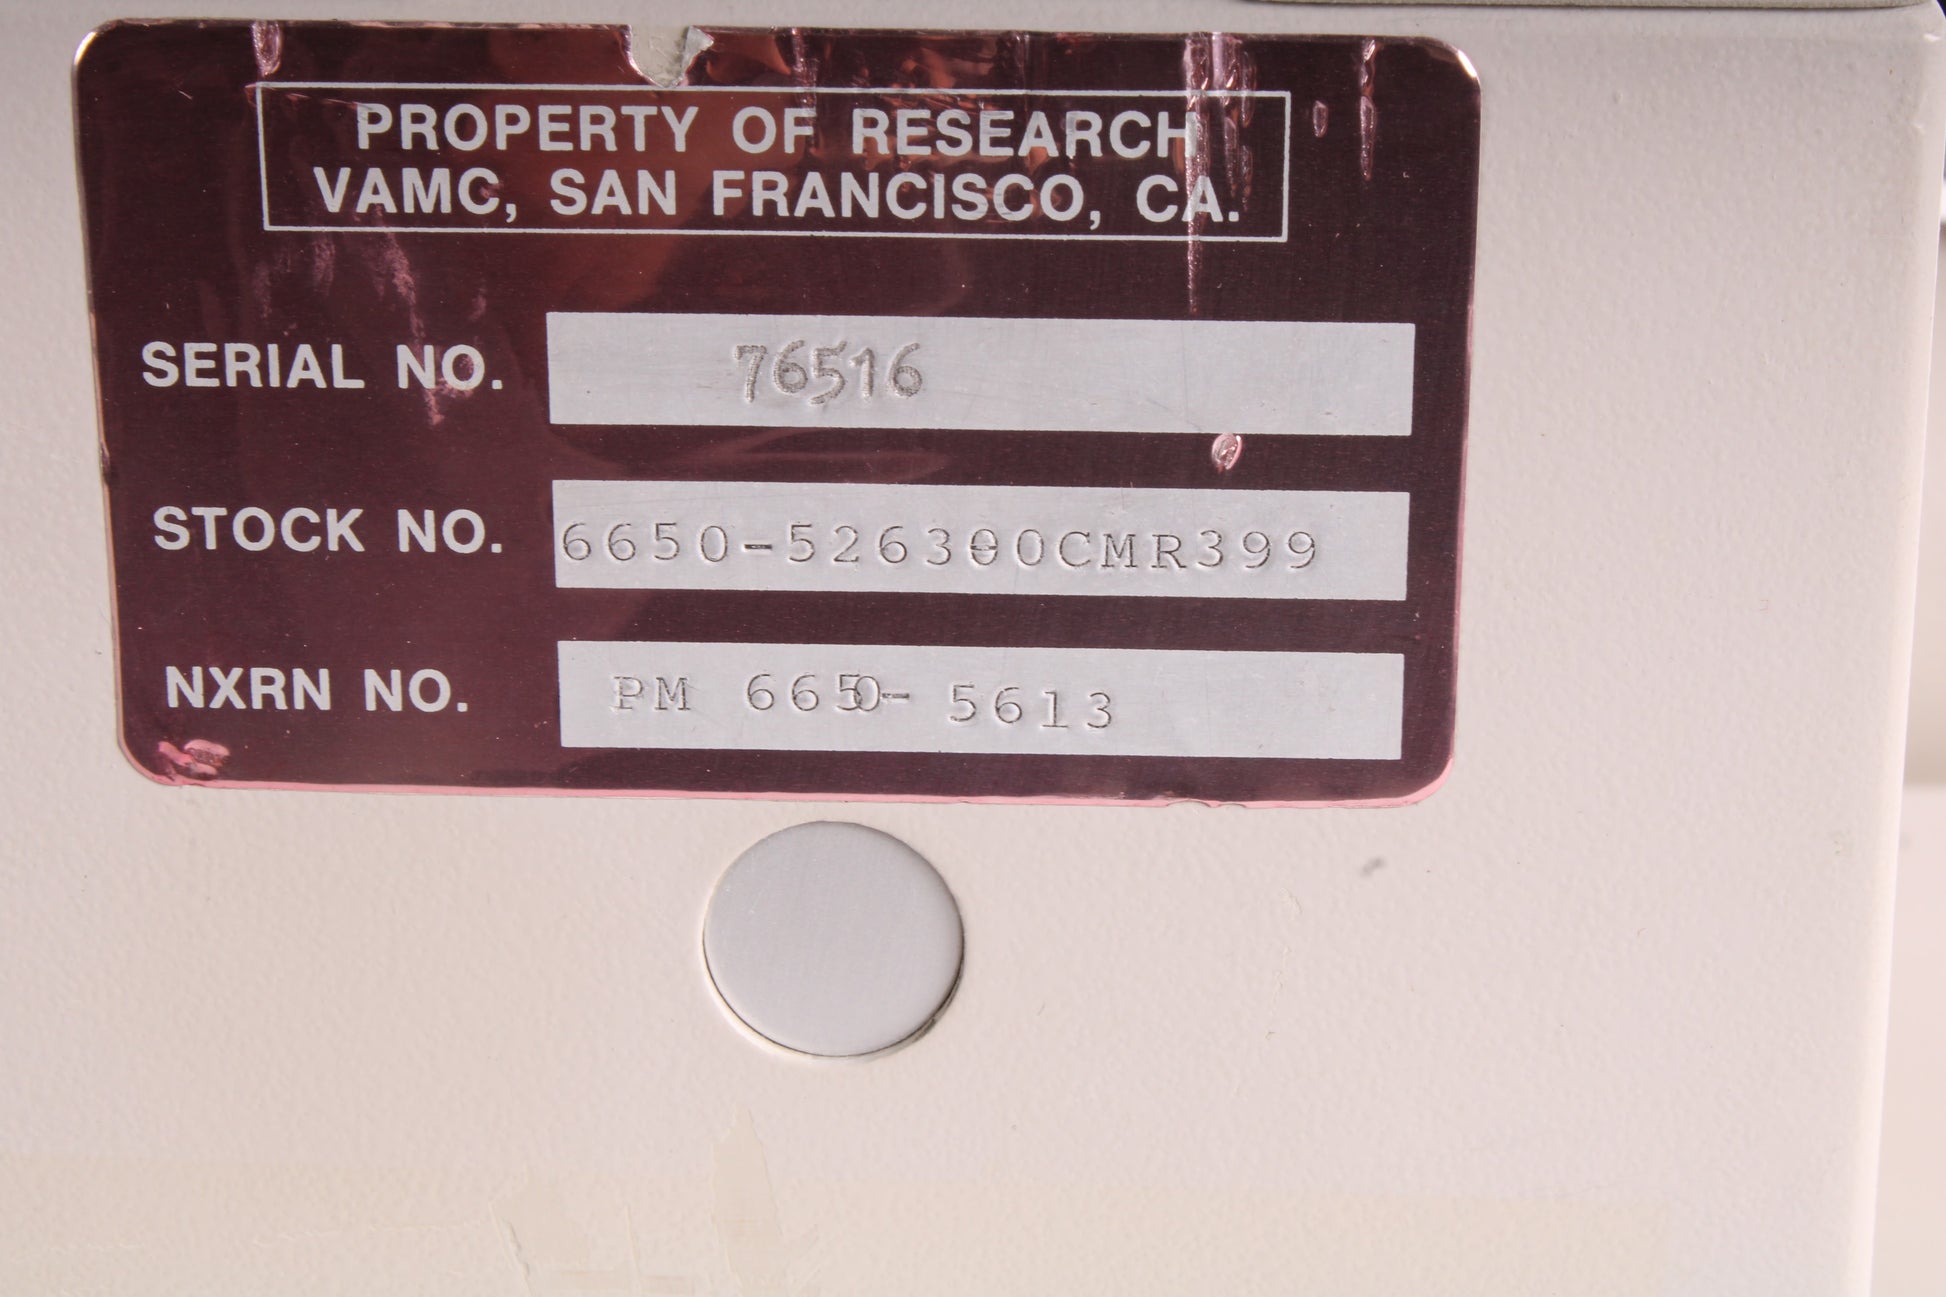 PROPERTY OF RESEARCH
VAMC, SAN FRANCISCO, CA.
SERIAL NO. 76516
STOCK NO. 6650-526300CMR399
NXRN NO. PM 6650- 5613